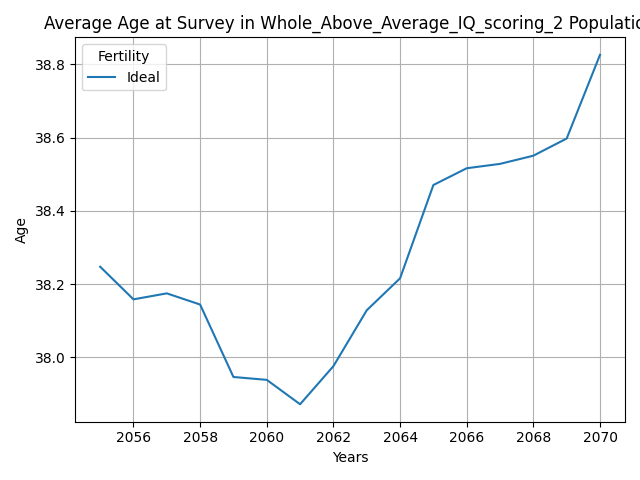 Average Age at Survey in Whole_Above_Average_IQ_scoring_2 Populatio
Fertility
Ideal
38.8
38.6
38.4
38.2
38.0
Age
2056 2058 2060 2062 2064 2066 2068 2070
Years